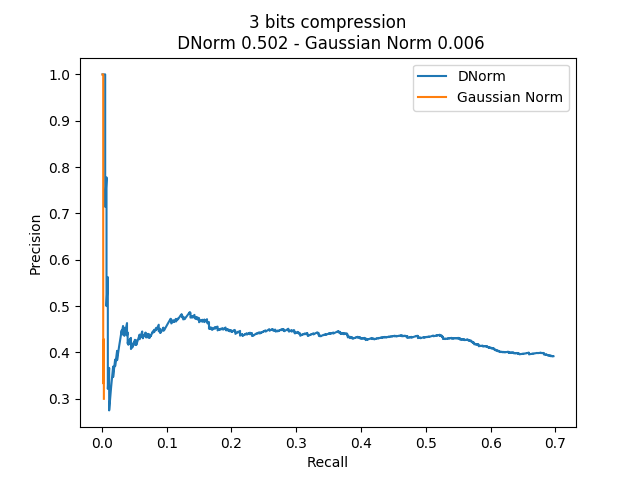 3 bits compression
DNorm 0.502 - Gaussian Norm 0.006
DNorm
Gaussian Norm
1.0
0.9
0.8
0.7
0.6
0.5
0.4
0.3
Precision
0.0 0.1 0.2 0.3 0.4 0.5 0.6 0.7
Recall